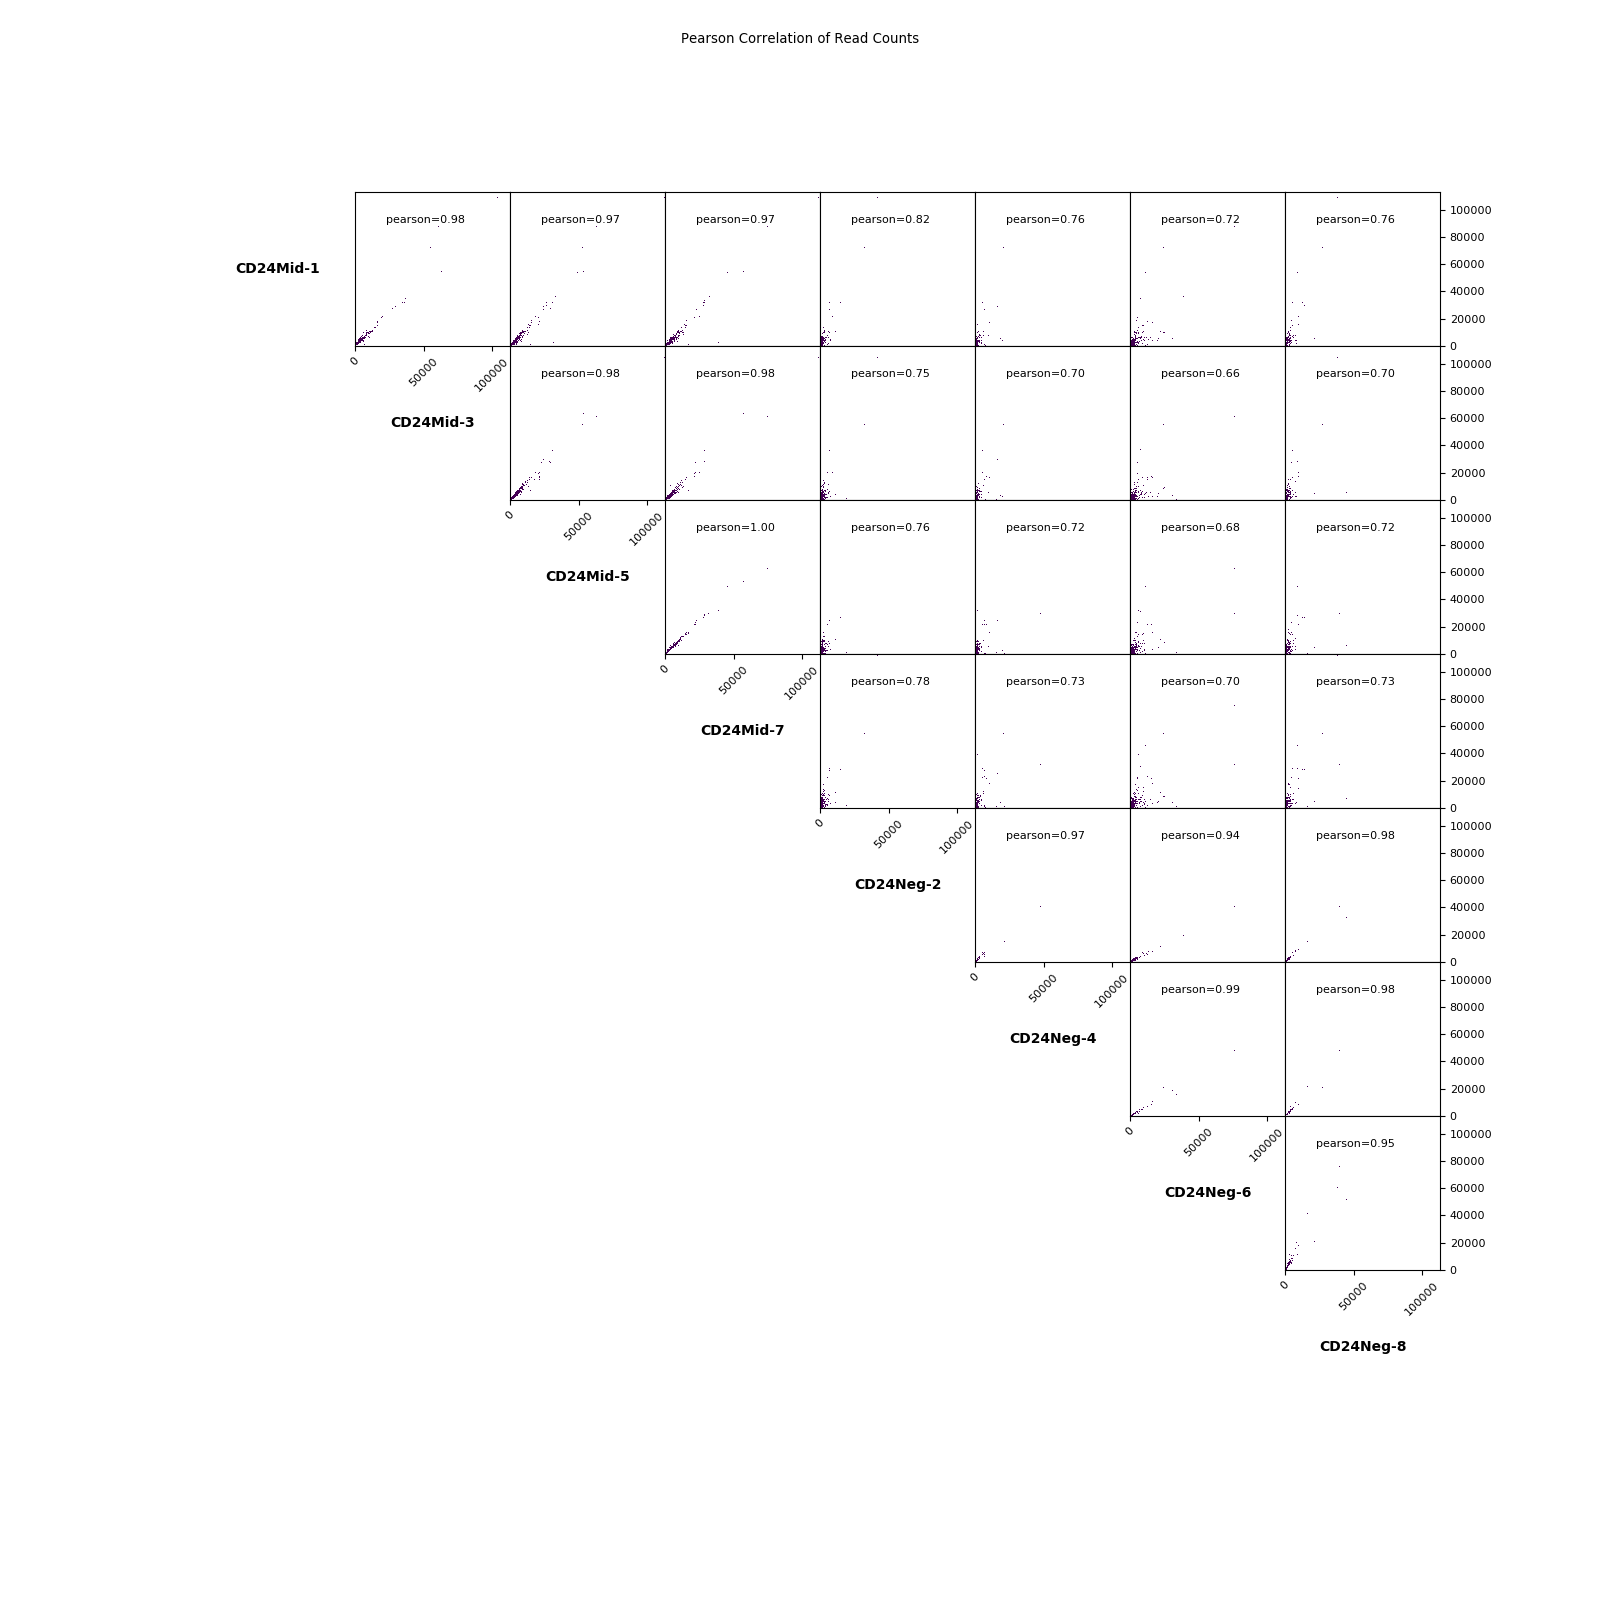 Pearson Correlation of Read Counts
pearson=0.98 pearson=0.97 pearson=0.97 pearson=0.82 pearson=0.76 pearson=0.72 pearson=0.76
100000
80000
60000
40000
20000
0
CD24Mid-1
0 50000 100000
pearson=0.98 pearson=0.98 pearson=0.75 pearson=0.70 pearson=0.66 pearson=0.70
100000
80000
60000
40000
20000
0
CD24Mid-3
0 50000 100000
pearson=1.00 pearson=0.76 pearson=0.72 pearson=0.68 pearson=0.72
100000
80000
60000
40000
20000
0
CD24Mid-5
0 50000 100000
pearson=0.78 pearson=0.73 pearson=0.70 pearson=0.73
100000
80000
60000
40000
20000
0
CD24Mid-7
0 50000 100000
pearson=0.97 pearson=0.94 pearson=0.98
100000
80000
60000
40000
20000
0
CD24Neg-2
0 50000 100000
pearson=0.99 pearson=0.98
100000
80000
60000
40000
20000
0
CD24Neg-4
0 50000 100000
pearson=0.95
100000
80000
60000
40000
20000
0
CD24Neg-6
0 50000 100000
CD24Neg-8